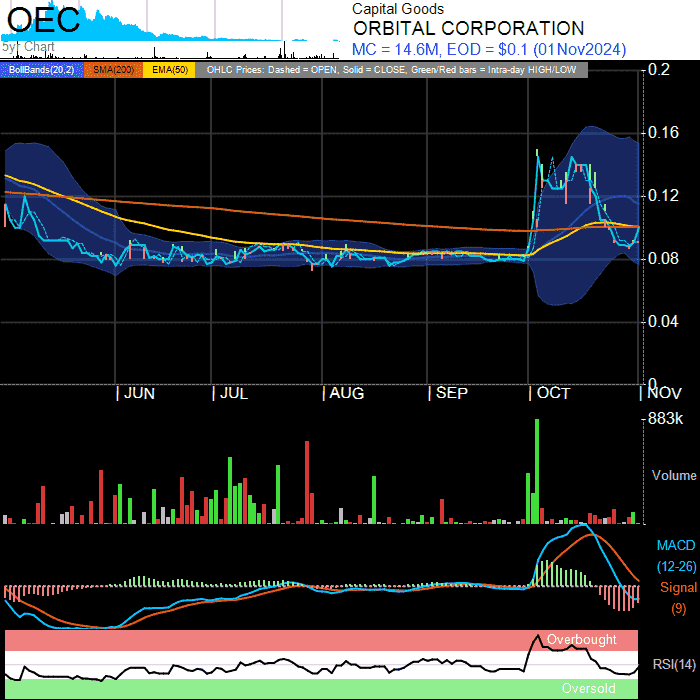 OEC
5yr Chart
Capital Goods
ORBITAL CORPORATION
MC = 14.6M, EOD = $0.1 (01Nov2024)
BollBands(20,2) SMA(200) EMA(50) OHLC Prices: Dashed = OPEN, Solid = CLOSE, Green/Red bars = Intra-day HIGH/LOW
0.2
0.16
0.12
0.08
0.04
0
JUN JUL AUG SEP OCT NOV
883k
Volume
MACD
(12-26)
Signal
(9)
Overbought
RSI(14)
Oversold